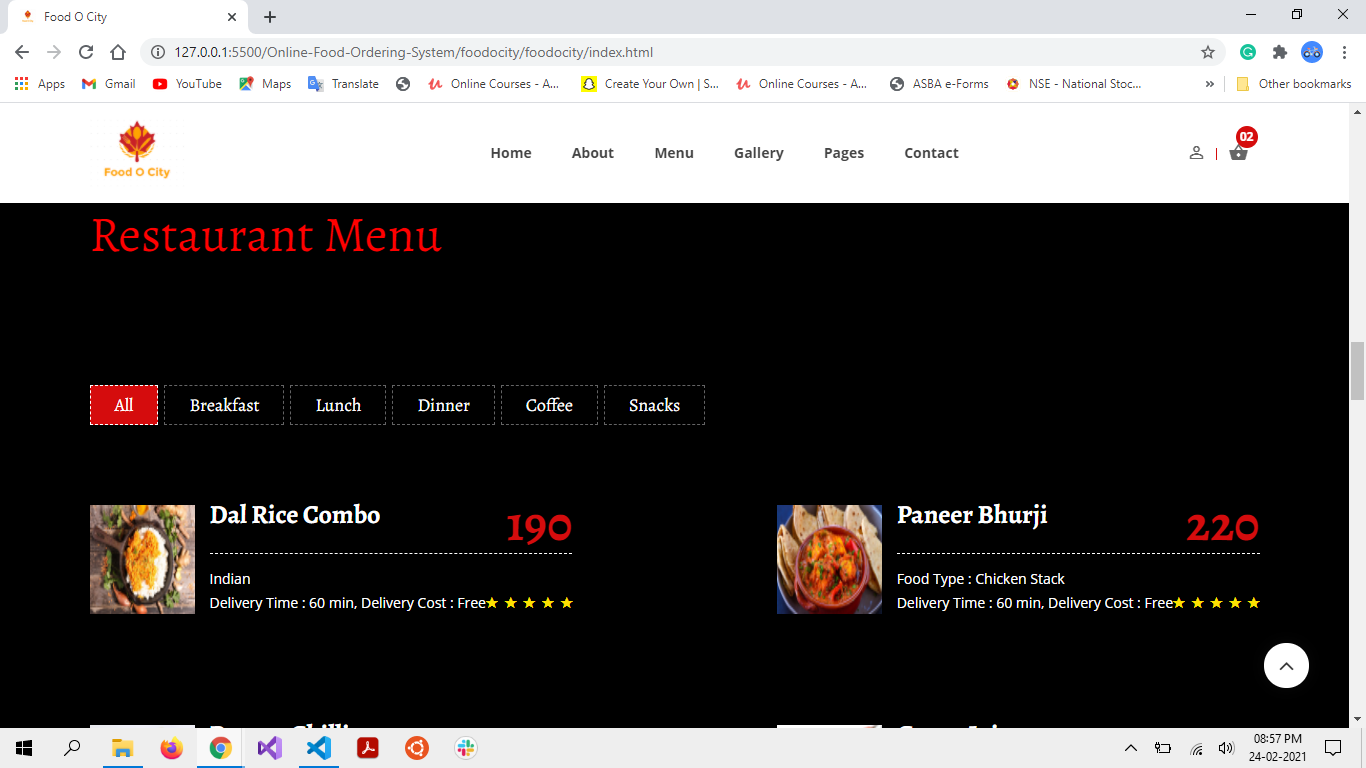 Food O City
127.0.0.1:5500/Online-Food-Ordering-System/foodocity/foodocity/index.html
Apps Gmail YouTube Maps Translate Online Courses - A... Create Your Own | S... Online Courses - A... ASBA e-Forms NSE - National Stoc... » Other bookmarks
Food O City
Home About Menu Gallery Pages Contact 02
Restaurant Menu
All Breakfast Lunch Dinner Coffee Snacks
Dal Rice Combo 190
Indian
Delivery Time : 60 min, Delivery Cost : Free★ ★ ★ ★ ★
Paneer Bhurji 220
Food Type : Chicken Stack
Delivery Time : 60 min, Delivery Cost : Free★ ★ ★ ★ ★
08:57 PM
24-02-2021